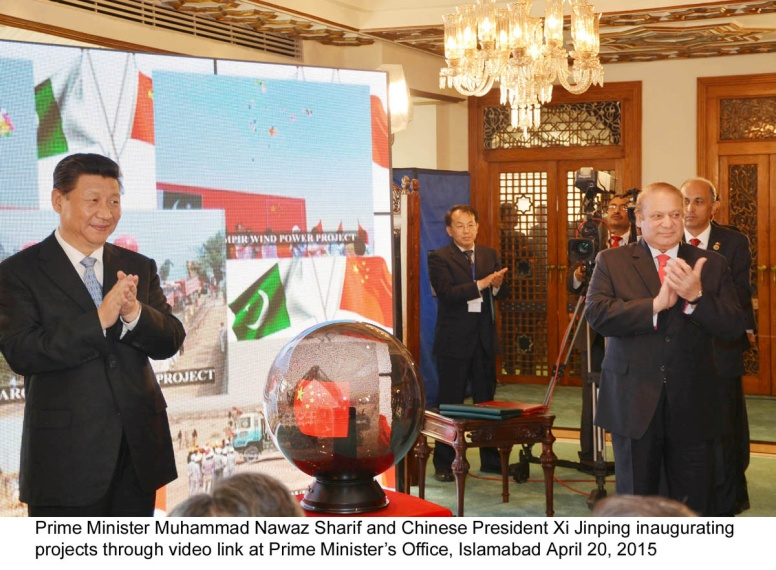 MPIR WIND POWER PROJECT
PROJECT
Prime Minister Muhammad Nawaz Sharif and Chinese President Xi Jinping inaugurating
projects through video link at Prime Minister's Office, Islamabad April 20, 2015